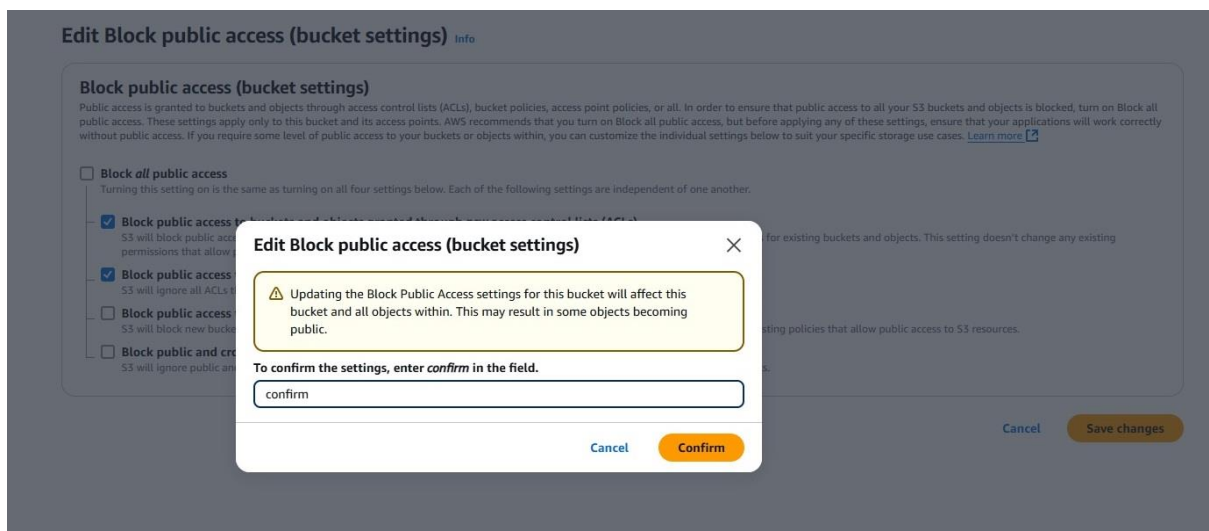 Edit Block public access (bucket settings) Info
Block public access (bucket settings)
Public access is granted to buckets and objects through access control lists (ACLs), bucket policies, access point policies, or all. In order to ensure that public access to all your S3 buckets and objects is blocked, turn on Block all
public access. These settings apply only to this bucket and its access points. AWS recommends that you turn on Block all public access, but before applying any of these settings, ensure that your applications will work correctly
without public access. If you require some level of public access to your buckets or objects within, you can customize the individual settings below to suit your specific storage use cases. Learn more
Block all public access
Turning this setting on is the same as turning on all four settings below. Each of the following settings are independent of one another.
Block public access to buckets and objects granted through new access control lists (ACLs)
S3 will block public acce
for existing buckets and objects. This setting doesn't change any existing
permissions that allow
Block public access
S3 will ignore all ACLs
Block public access
S3 will block new bucke
sting policies that allow public access to S3 resources.
Block public and cro
S3 will ignore public an
s.
Cancel
Save changes
Edit Block public access (bucket settings)
Updating the Block Public Access settings for this bucket will affect this
bucket and all objects within. This may result in some objects becoming
public.
To confirm the settings, enter confirm in the field.
confirm
Cancel
Confirm